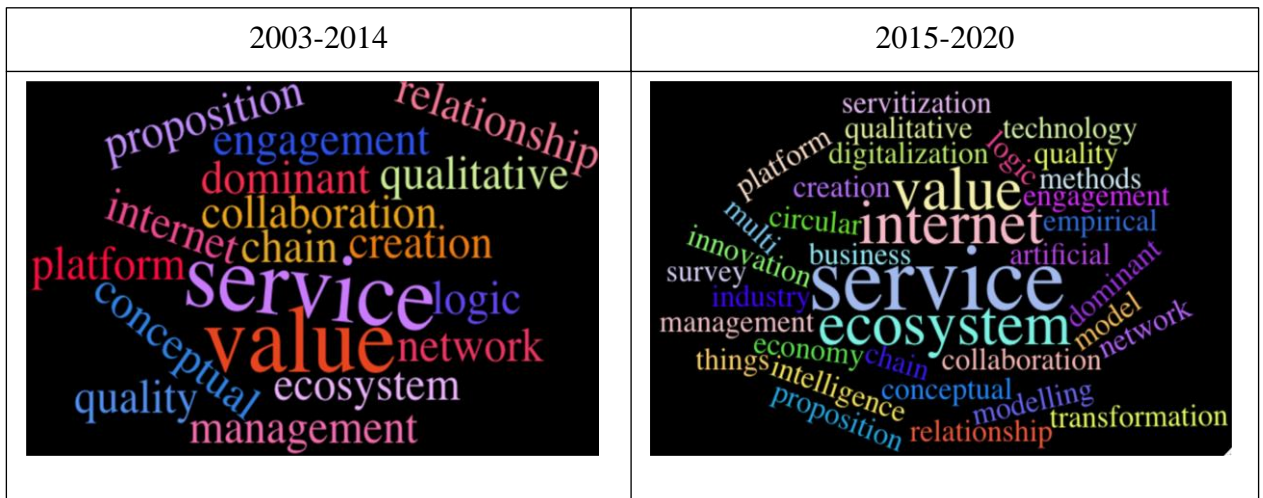 2003-2014
2015-2020
proposition
relationship
engagement
dominant
qualitative
collaboration
internet
chain
creation
platform
service
logic
conceptual
value
network
ecosystem
quality
management
servitization
qualitative
technology
platform
digitalization
logic
quality
creation
value
methods
engagement
multi
circular
internet
empirical
innovation
business
artificial
survey
service
dominant
industry
management
ecosystem
model
network
economy
chain
collaboration
things
intelligence
conceptual
modelling
proposition
relationship
transformation